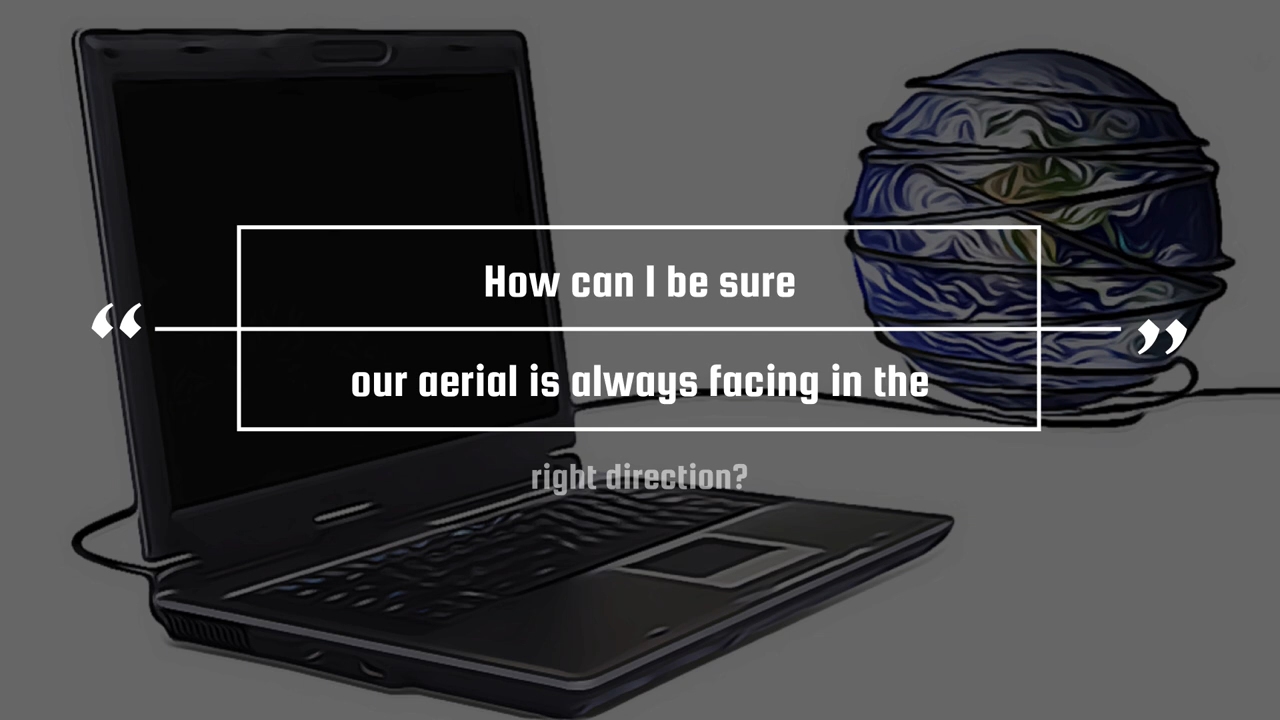 “ How can I be sure ”
our aerial is always facing in the
right direction?